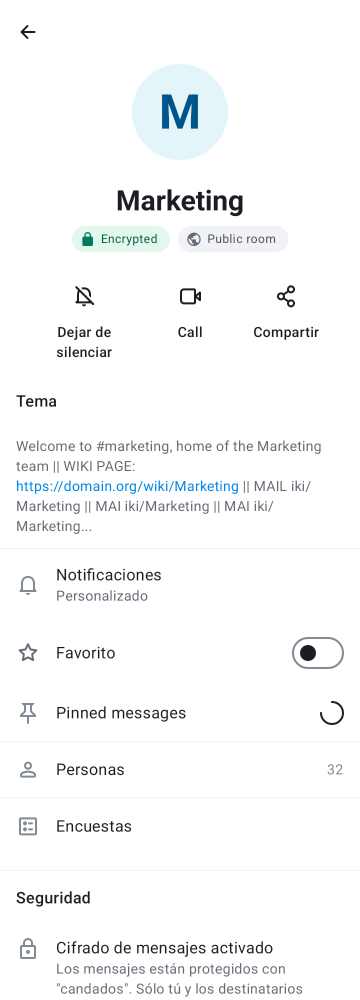 M
Marketing
Encrypted
Public room
Dejar de
silenciar
Call
Compartir
Tema
Welcome to #marketing, home of the Marketing
team || WIKI PAGE:
https://domain.org/wiki/Marketing || MAIL iki/
Marketing || MAI iki/Marketing || MAI iki/
Marketing...
Notificaciones
Personalizado
Favorito
Pinned messages
Personas
32
Encuestas
Seguridad
Cifrado de mensajes activado
Los mensajes están protegidos con
"candados". Sólo tú y los destinatarios